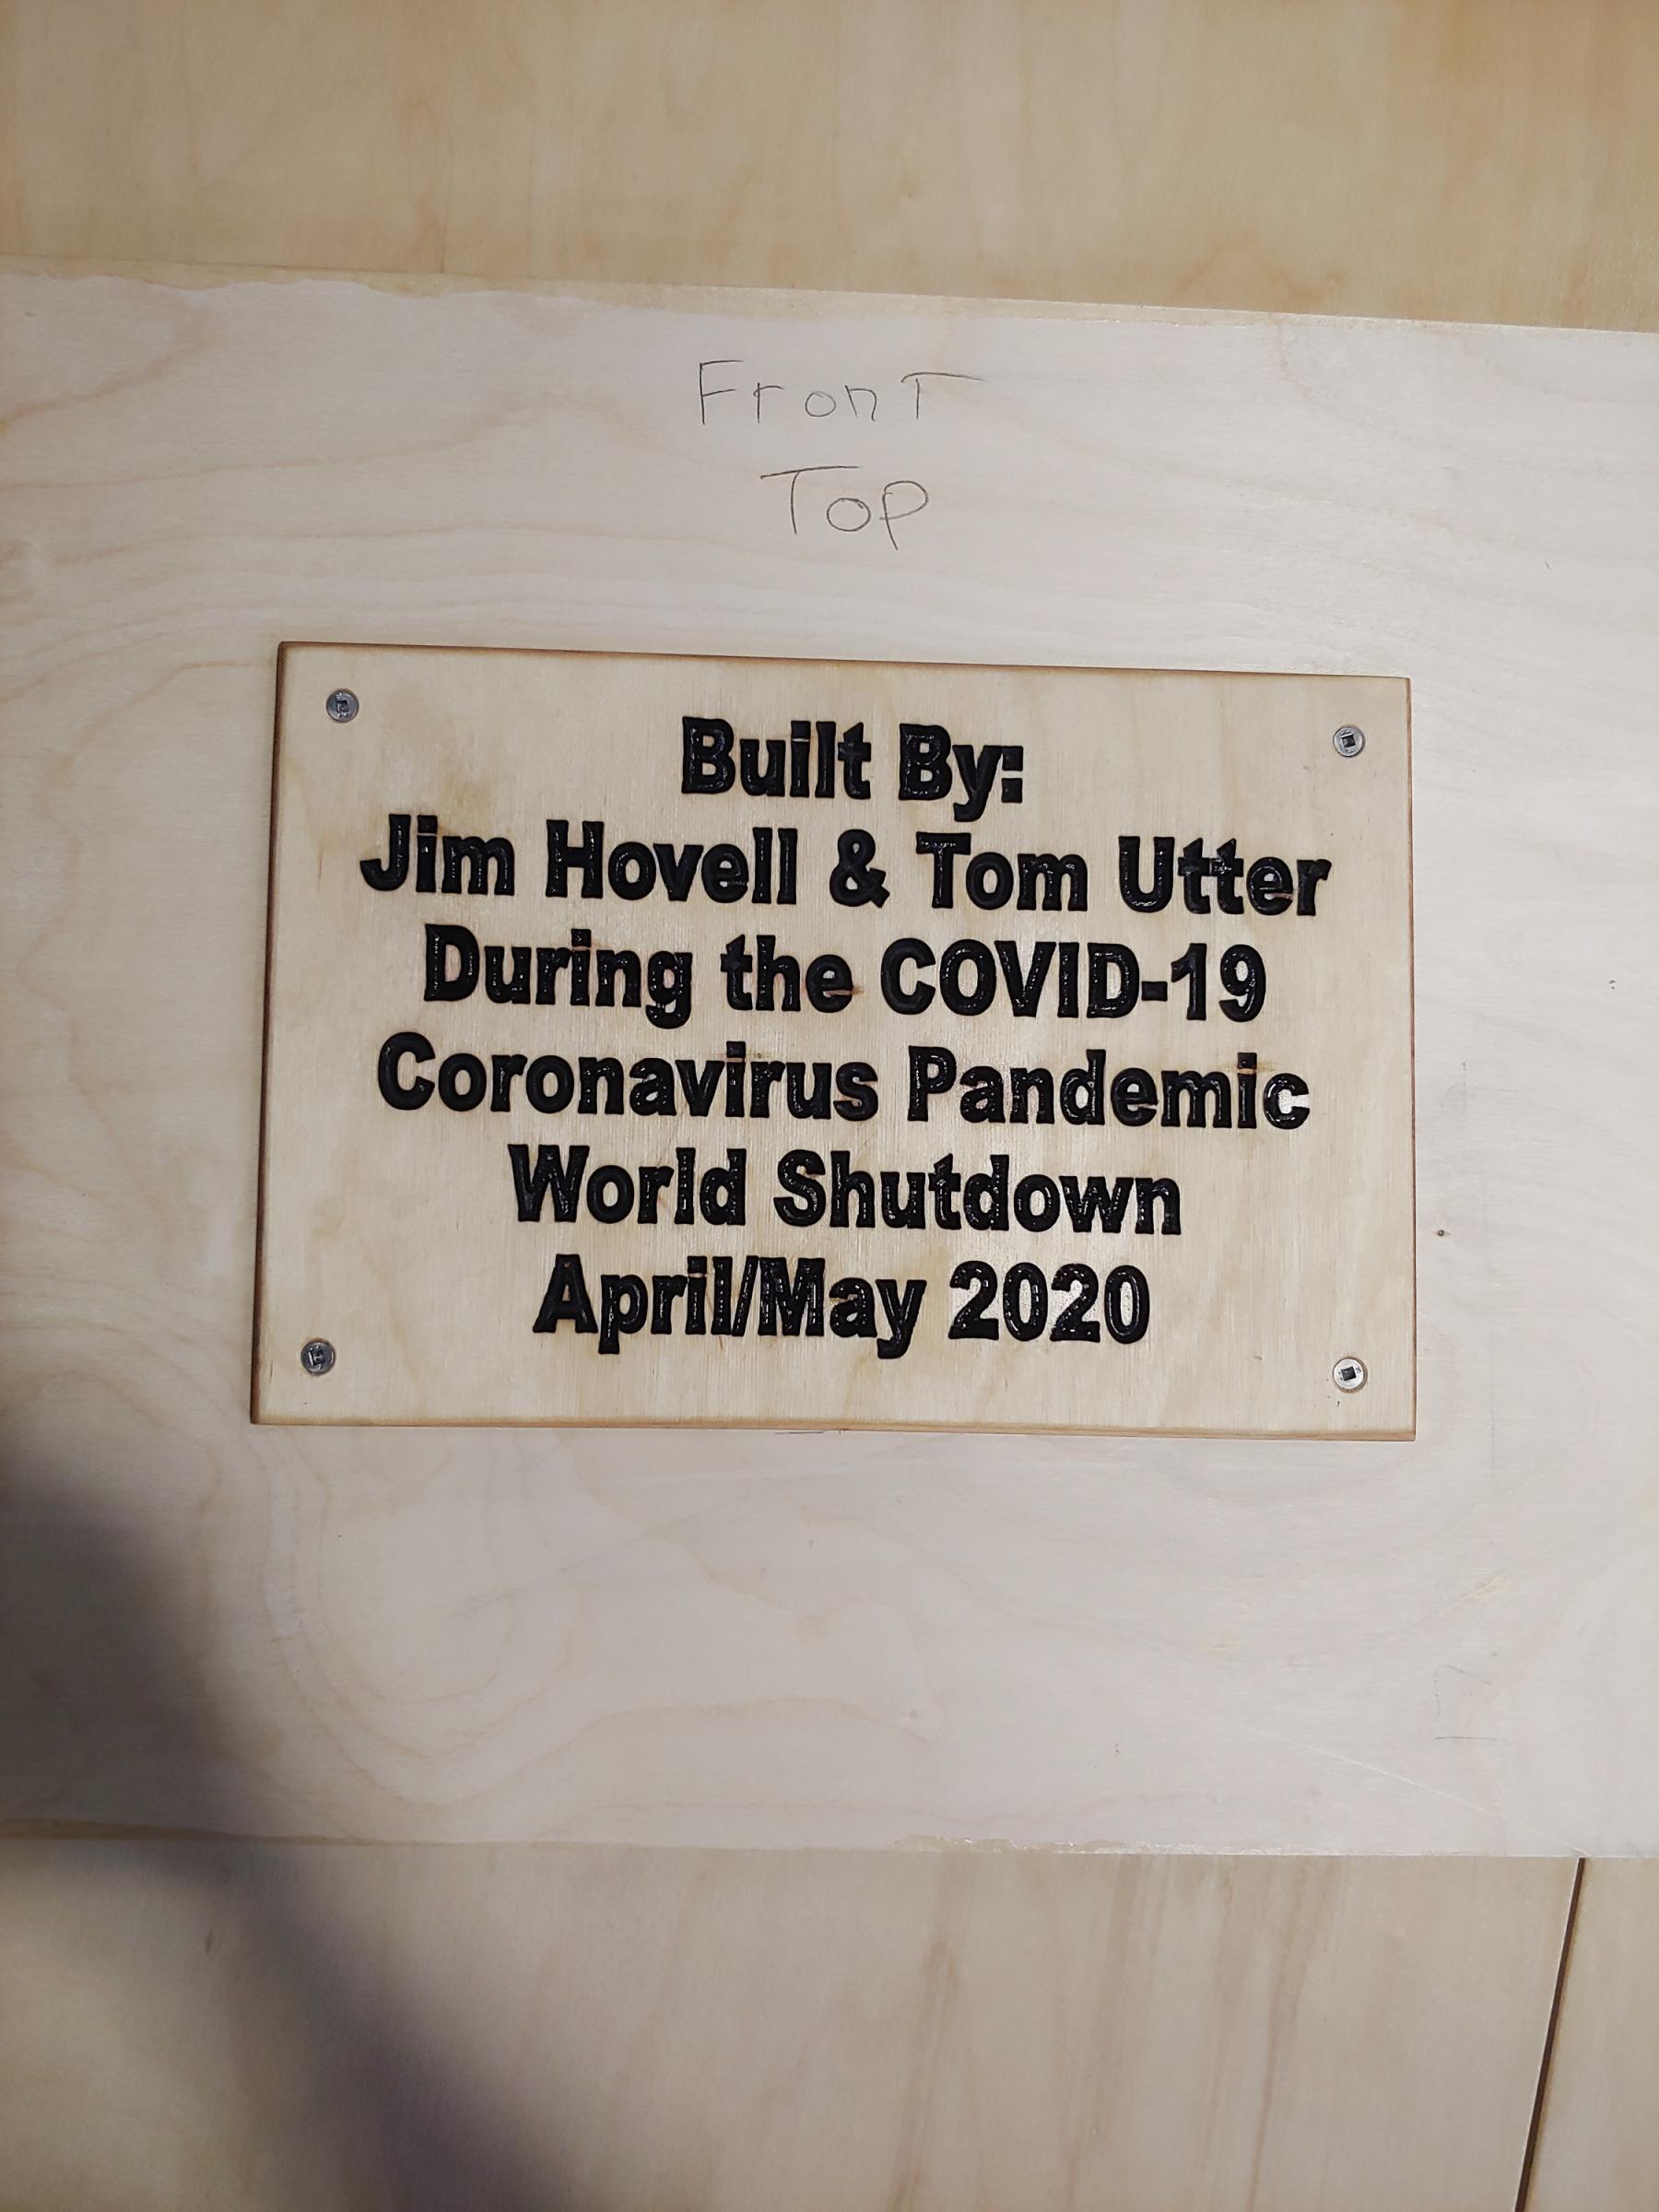 Front
Top
Built By:
Jim Hovell & Tom Utter
During the COVID-19
Coronavirus Pandemic
World Shutdown
April/May 2020